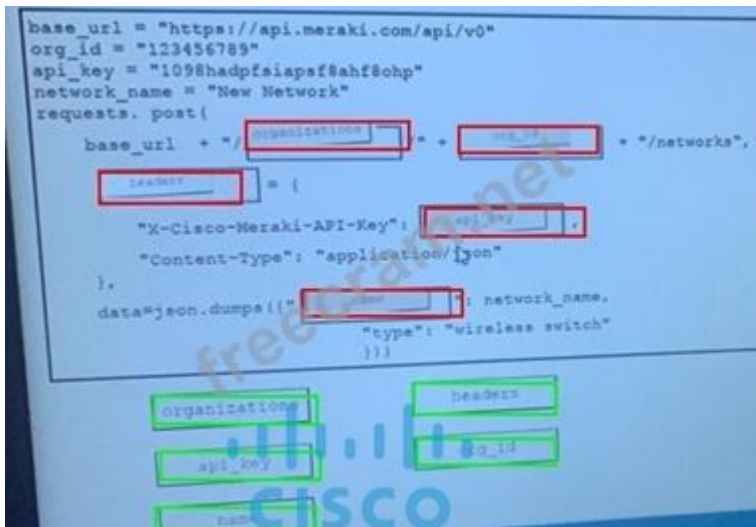 base_url = "https://api.meraki.com/api/v0"
org_id = "123456789"
api_key = "1098hadpfsiapsf8ahf8ohp"
network_name = "New Network"
requests. post(
base_url + "/ organizations /" + org_id + "/networks",
headers = {
"X-Cisco-Meraki-API-Key": api_key ,
"Content-Type": "application/json"
},
data=json.dumps({" name ": network_name,
"type": "wireless switch"
}))
organizations headers
api_key org_id
name
freecram.net
CISCO